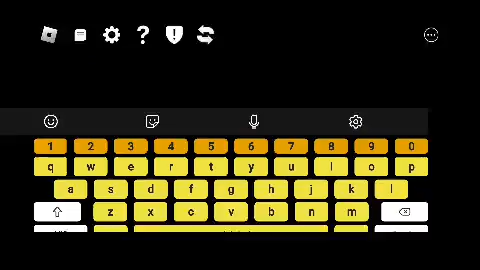 ?
!
1 2 3 4 5 6 7 8 9 0
q w e r t y u i o p
a s d f g h j k l
z x c v b n m